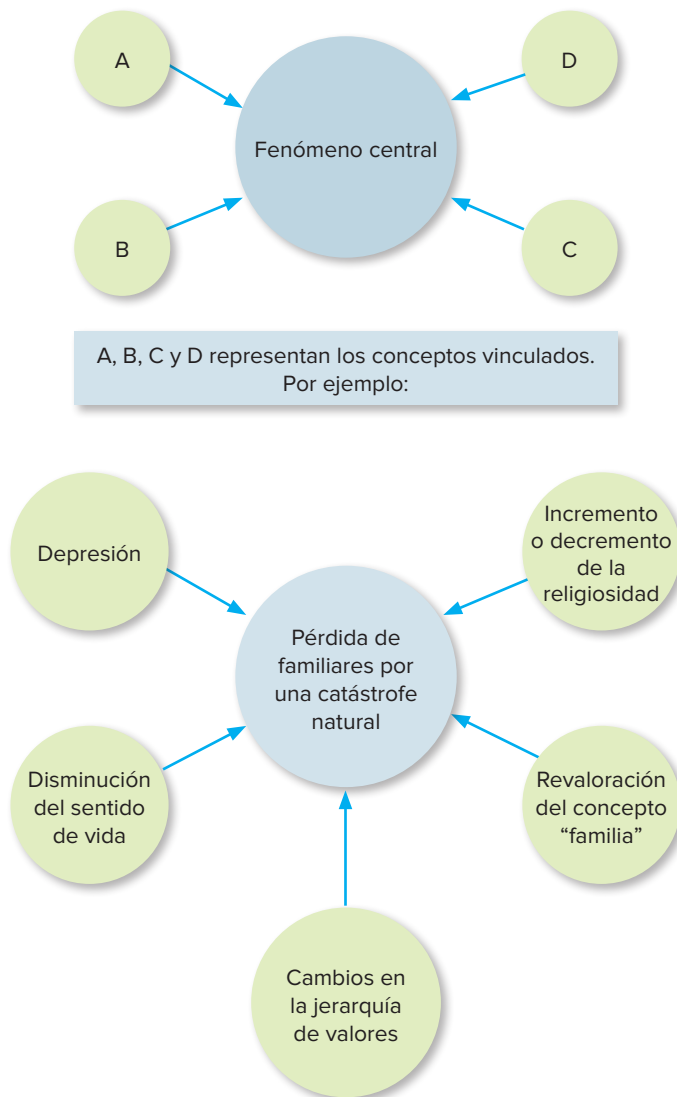 A
D
Fenómeno central
B
C
A, B, C y D representan los conceptos vinculados.
Por ejemplo:
Depresión
Incremento
o decremento
de la
religiosidad
Pérdida de
familiares por
una catástrofe
natural
Disminución
del sentido
de vida
Revaloración
del concepto
“familia”
Cambios en
la jerarquía
de valores